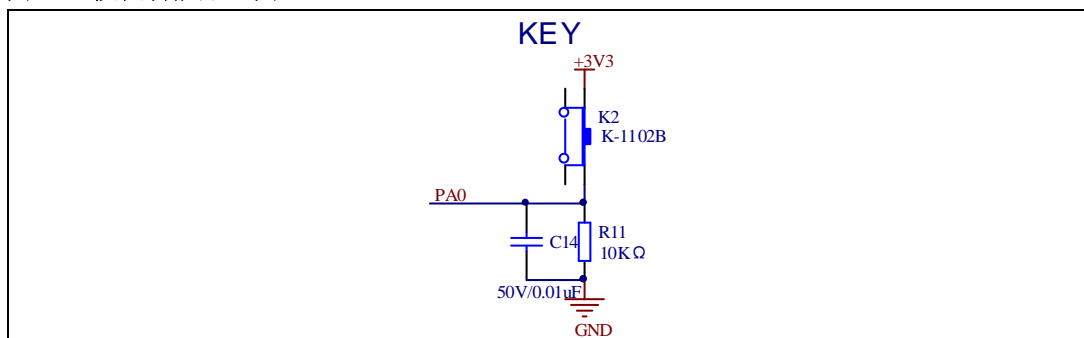 KEY
+3V3
K2
K-1102B
PA0
C14
R11
10KΩ
50V/0.01uF
GND